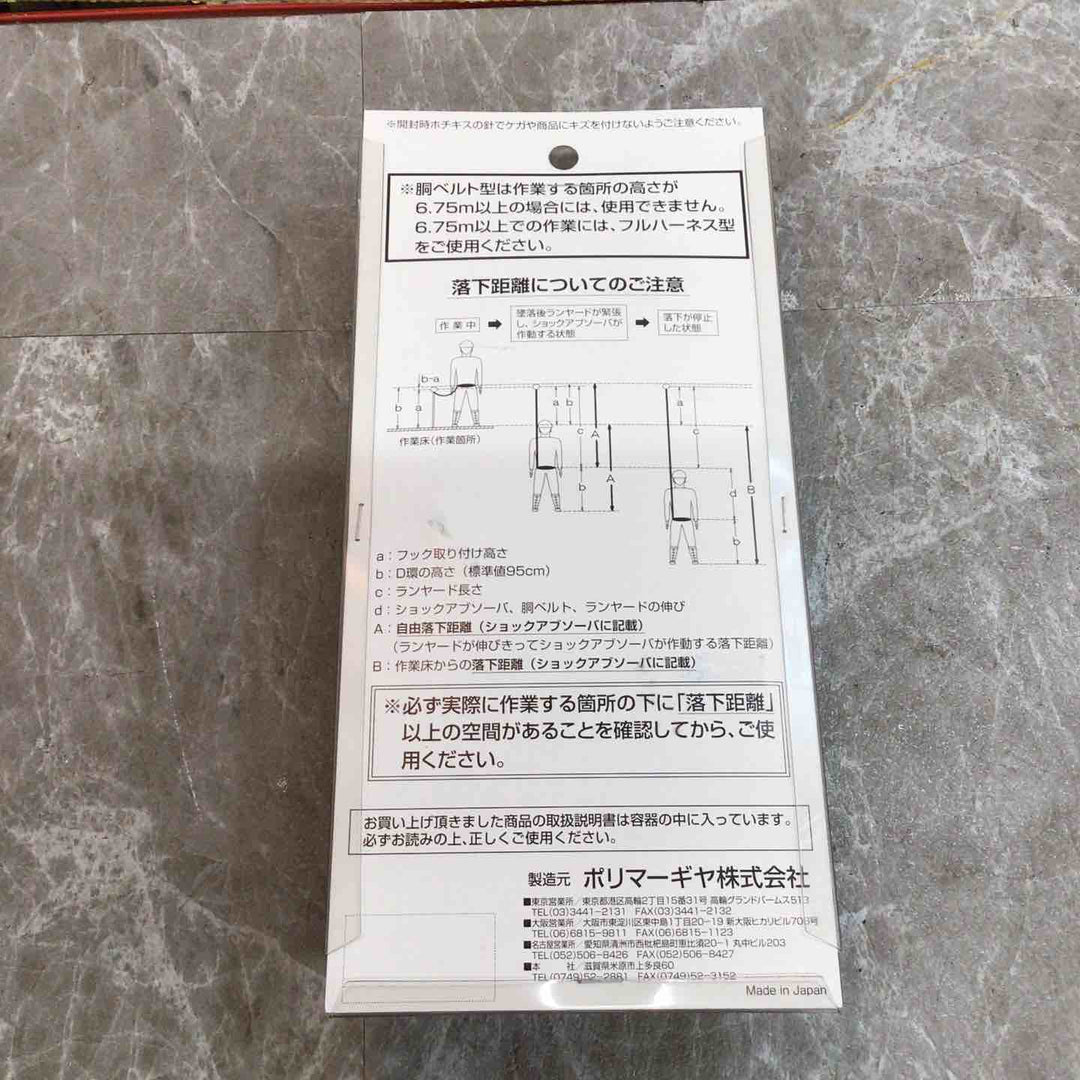 ※開封時ホチキスの針でケガや商品にキズを付けないようご注意ください。
※胴ベルト型は作業する箇所の高さが
6.75m以上の場合には、使用できません。
6.75m以上での作業には、フルハーネス型
をご使用ください。
落下距離についてのご注意
作業中 ➡ 墜落後ランヤードが緊張
し、ショックアブソーバが
作動する状態 ➡ 落下が停止
した状態
b-a
b a
作業床(作業箇所)
a b c A
b A
a c
d B
b
a:フック取り付け高さ
b:D環の高さ(標準値95cm)
c:ランヤード長さ
d:ショックアブソーバ、胴ベルト、ランヤードの伸び
A:自由落下距離(ショックアブソーバに記載)
(ランヤードが伸びきってショックアブソーバが作動する落下距離)
B:作業床からの落下距離(ショックアブソーバに記載)
※必ず実際に作業する箇所の下に「落下距離」
以上の空間があることを確認してから、ご使
用ください。
お買い上げ頂きました商品の取扱説明書は容器の中に入っています。
必ずお読みの上、正しくご使用ください。
製造元 ポリマーギヤ株式会社
■東京営業所/東京都港区高輪2丁目15番31号 高輪グランドパームス513
TEL(03)3441-2131 FAX(03)3441-2132
■大阪営業所/大阪市東淀川区東中島1丁目20-19 新大阪ヒカリビル703号
TEL(06)6815-9811 FAX(06)6815-1123
■名古屋営業所/愛知県清洲市西枇杷島町恵比須20-1 丸中ビル203
TEL(052)506-8426 FAX(052)506-8427
■本 社/滋賀県米原市上多良60
TEL(0749)52-2881 FAX(0749)52-3152
Made in Japan